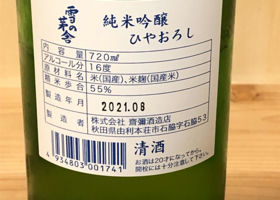 雪の茅舎
純米吟醸
ひやおろし
内容量 720ml
アルコール分 16度
原材料名 米(国産)、米麹(国産米)
精米歩合 55%
製造年月 2021.08
製造者 株式会社 齋彌酒造店
秋田県由利本荘市石脇字石脇53
清酒
お酒は20才になってから。
開栓には十分注意して下さい。
4 934803 001741